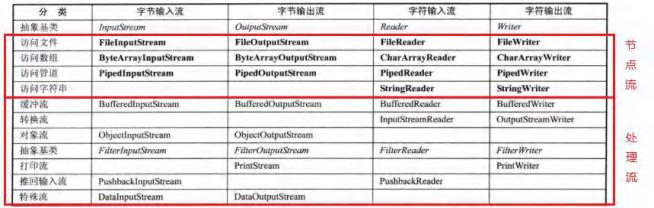 分 类 字节输入流 字节输出流 字符输入流 字符输出流
抽象基类 InputStream OutputStream Reader Writer
访问文件 FileInputStream FileOutputStream FileReader FileWriter
访问数组 ByteArrayInputStream ByteArrayOutputStream CharArrayReader CharArrayWriter
访问管道 PipedInputStream PipedOutputStream PipedReader PipedWriter
访问字符串 StringReader StringWriter
节点流
缓冲流 BufferedInputStream BufferedOutputStream BufferedReader BufferedWriter
转换流 InputStreamReader OutputStreamWriter
对象流 ObjectInputStream ObjectOutputStream
抽象基类 FilterInputStream FilterOutputStream FilterReader FilterWriter
打印流 PrintStream PrintWriter
推回输入流 PushbackInputStream PushbackReader
特殊流 DataInputStream DataOutputStream
处理流